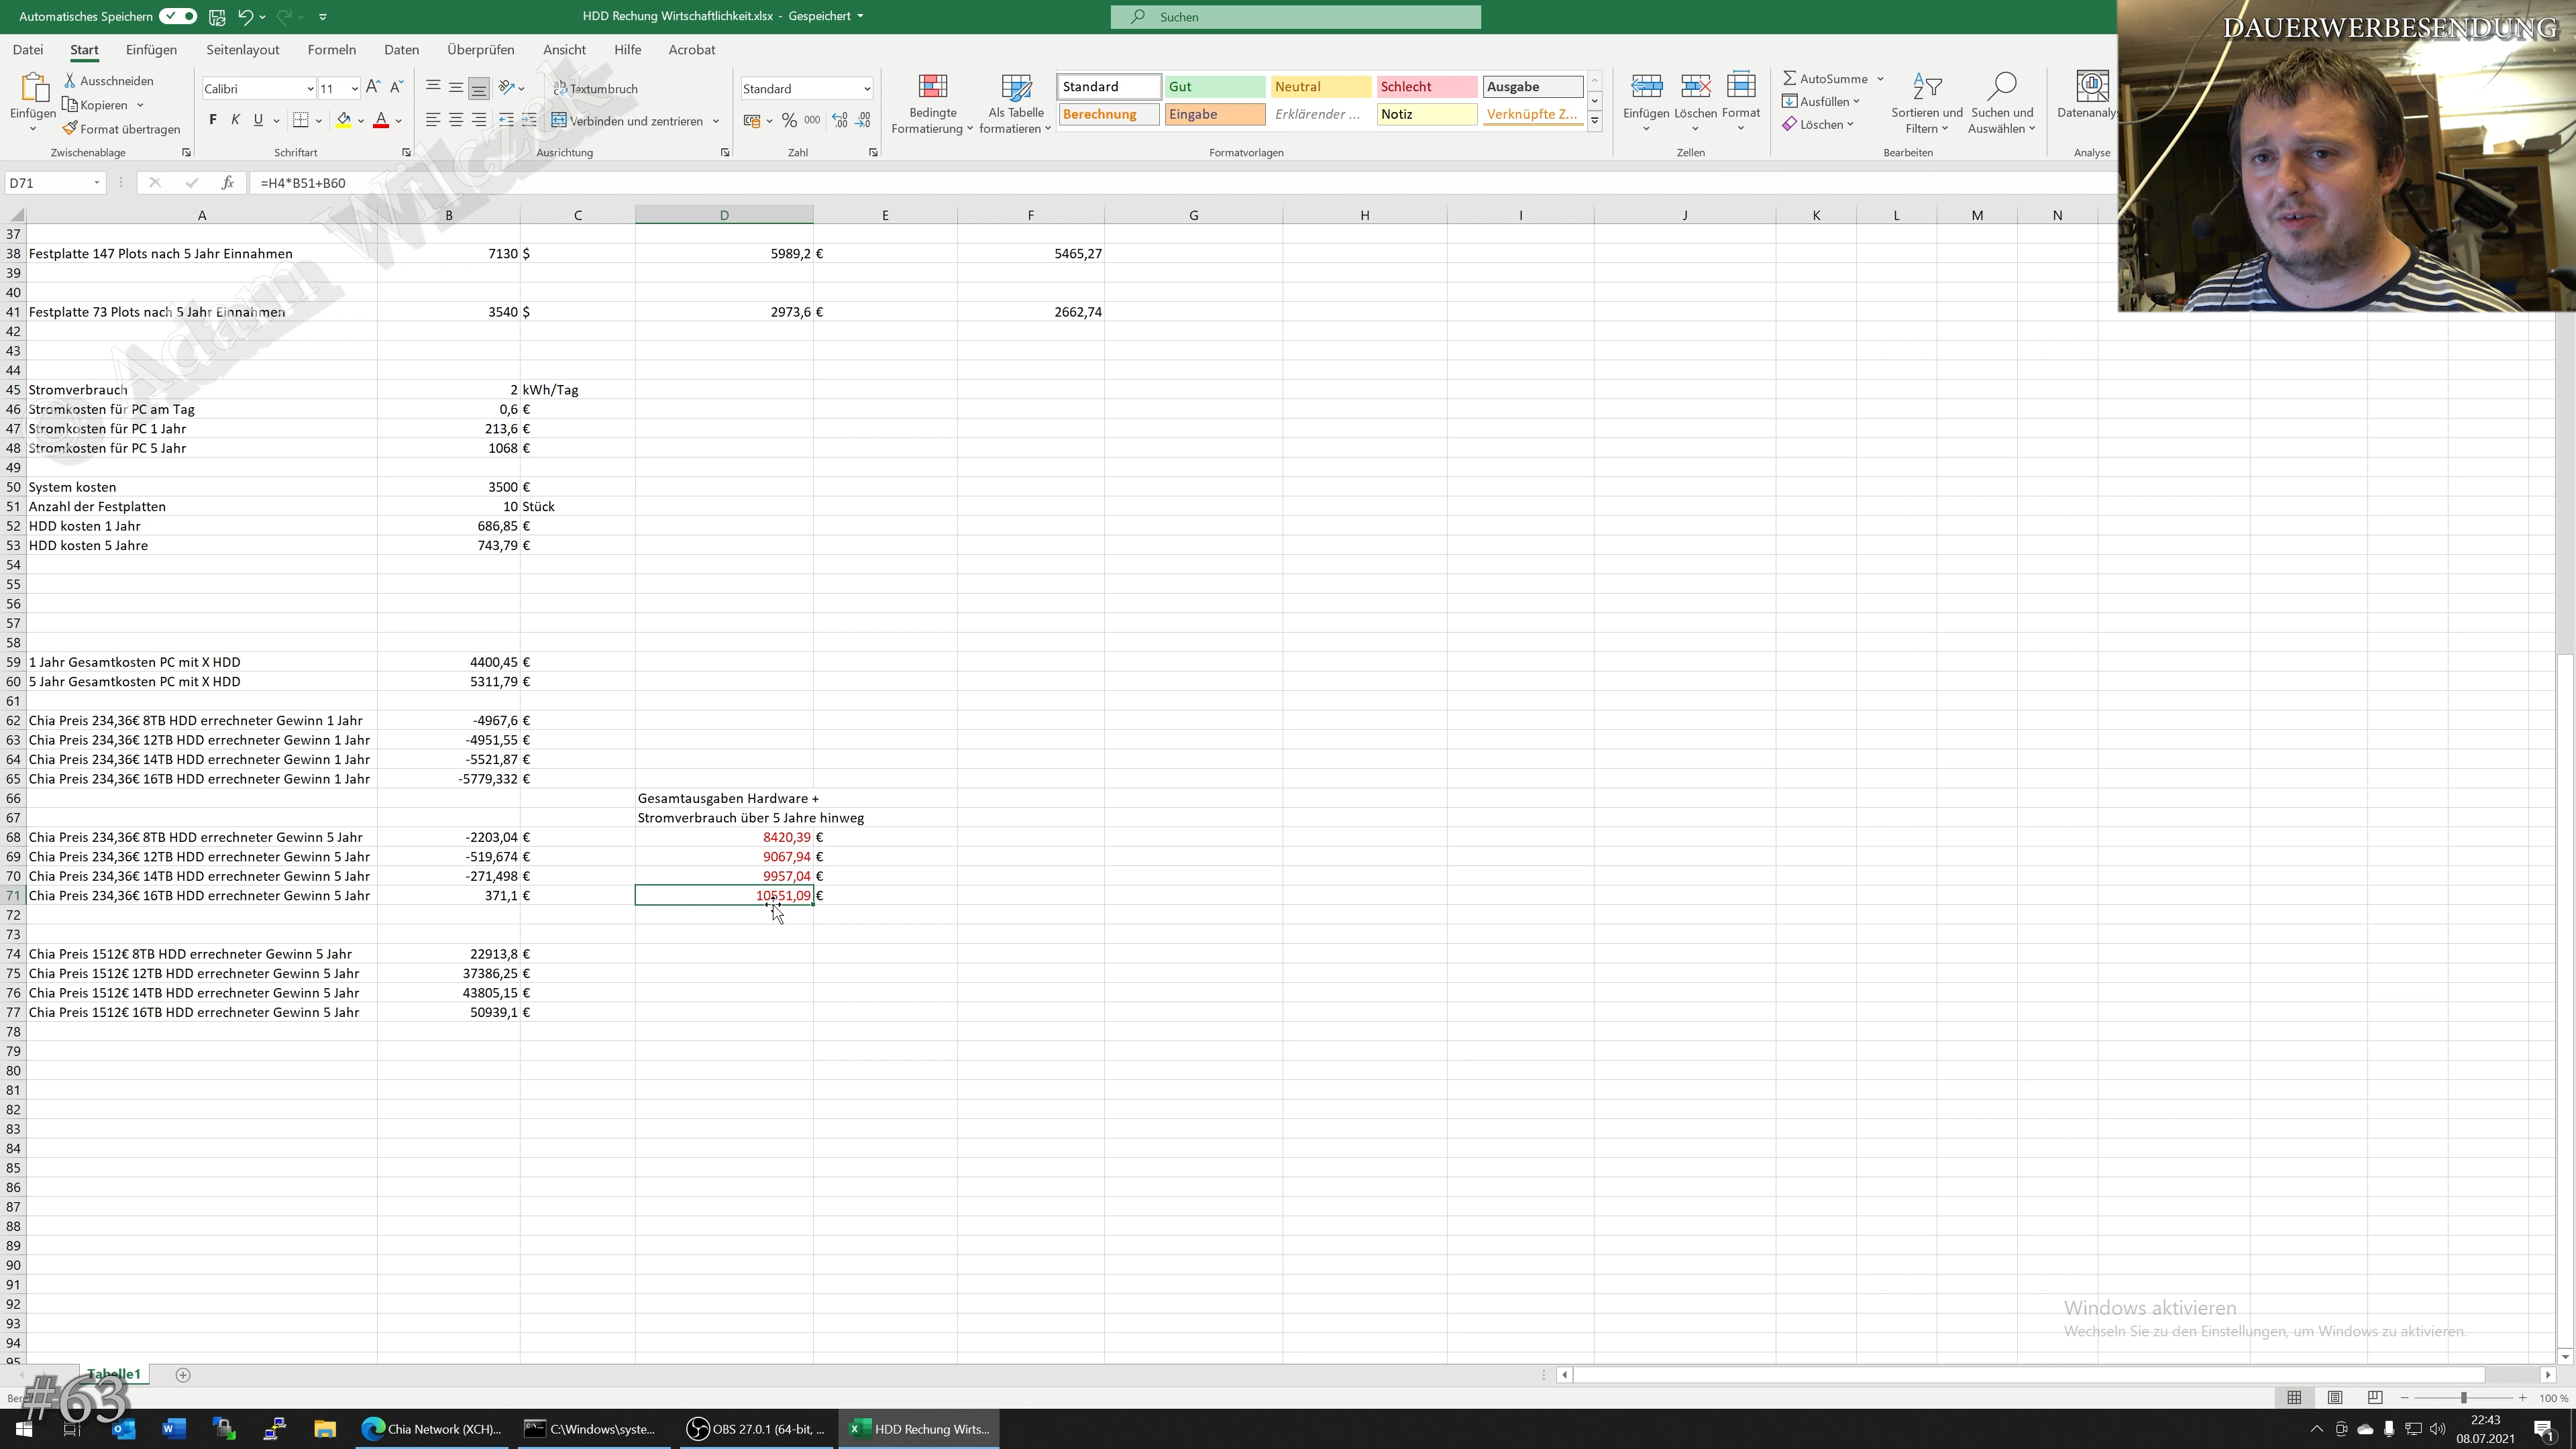 Automatisches Speichern
HDD Rechung Wirtschaftlichkeit.xlsx - Gespeichert
Suchen
DAUERWERBESENDUNG
Datei Start Einfügen Seitenlayout Formeln Daten Überprüfen Ansicht Hilfe Acrobat
Einfügen
Ausschneiden
Kopieren
Format übertragen
Zwischenablage
Calibri 11
F K U
Schriftart
Textumbruch
Verbinden und zentrieren
Ausrichtung
Standard
% 000
Zahl
Bedingte Formatierung
Als Tabelle formatieren
Standard Gut Neutral Schlecht Ausgabe
Berechnung Eingabe Erklärender ... Notiz Verknüpfte Z...
Formatvorlagen
Einfügen Löschen Format
Zellen
AutoSumme
Ausfüllen
Löschen
Sortieren und Filtern
Suchen und Auswählen
Bearbeiten
Datenanaly
Analyse
D71 fx =H4*B51+B60
A B C D E F G H I J K L M N
37
38 Festplatte 147 Plots nach 5 Jahr Einnahmen 7130 $ 5989,2 € 5465,27
39
40
41 Festplatte 73 Plots nach 5 Jahr Einnahmen 3540 $ 2973,6 € 2662,74
42
43
44
45 Stromverbrauch 2 kWh/Tag
46 Stromkosten für PC am Tag 0,6 €
47 Stromkosten für PC 1 Jahr 213,6 €
48 Stromkosten für PC 5 Jahr 1068 €
49
50 System kosten 3500 €
51 Anzahl der Festplatten 10 Stück
52 HDD kosten 1 Jahr 686,85 €
53 HDD kosten 5 Jahre 743,79 €
54
55
56
57
58
59 1 Jahr Gesamtkosten PC mit X HDD 4400,45 €
60 5 Jahr Gesamtkosten PC mit X HDD 5311,79 €
61
62 Chia Preis 234,36€ 8TB HDD errechneter Gewinn 1 Jahr -4967,6 €
63 Chia Preis 234,36€ 12TB HDD errechneter Gewinn 1 Jahr -4951,55 €
64 Chia Preis 234,36€ 14TB HDD errechneter Gewinn 1 Jahr -5521,87 €
65 Chia Preis 234,36€ 16TB HDD errechneter Gewinn 1 Jahr -5779,332 €
66 Gesamtausgaben Hardware +
67 Stromverbrauch über 5 Jahre hinweg
68 Chia Preis 234,36€ 8TB HDD errechneter Gewinn 5 Jahr -2203,04 € 8420,39 €
69 Chia Preis 234,36€ 12TB HDD errechneter Gewinn 5 Jahr -519,674 € 9067,94 €
70 Chia Preis 234,36€ 14TB HDD errechneter Gewinn 5 Jahr -271,498 € 9957,04 €
71 Chia Preis 234,36€ 16TB HDD errechneter Gewinn 5 Jahr 371,1 € 10551,09 €
72
73
74 Chia Preis 1512€ 8TB HDD errechneter Gewinn 5 Jahr 22913,8 €
75 Chia Preis 1512€ 12TB HDD errechneter Gewinn 5 Jahr 37386,25 €
76 Chia Preis 1512€ 14TB HDD errechneter Gewinn 5 Jahr 43805,15 €
77 Chia Preis 1512€ 16TB HDD errechneter Gewinn 5 Jahr 50939,1 €
78
79
80
81
82
83
84
85
86
87
88
89
90
91
92
93
94
95
© Adam Wilczek
Windows aktivieren
Wechseln Sie zu den Einstellungen, um Windows zu aktivieren.
Tabelle1
#63
100 %
Chia Network (XCH)...
C:\Windows\syste...
OBS 27.0.1 (64-bit, ...
HDD Rechung Wirts...
22:43
08.07.2021
1